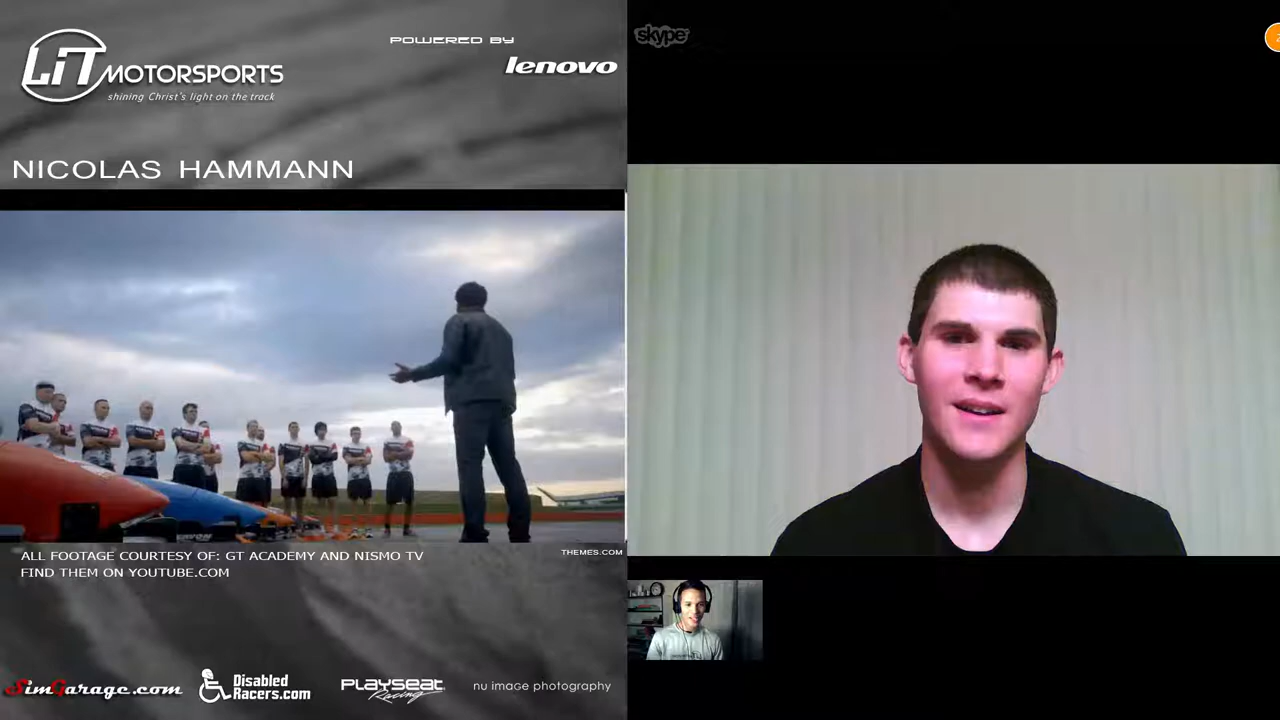 LiT MOTORSPORTS
shining Christ's light on the track
POWERED BY
lenovo
NICOLAS HAMMANN
skype
ALL FOOTAGE COURTESY OF: GT ACADEMY AND NISMO TV
FIND THEM ON YOUTUBE.COM
THEMES.COM
SimGarage.com
Disabled
Racers.com
PLAYSEAT
Racing
nu image photography